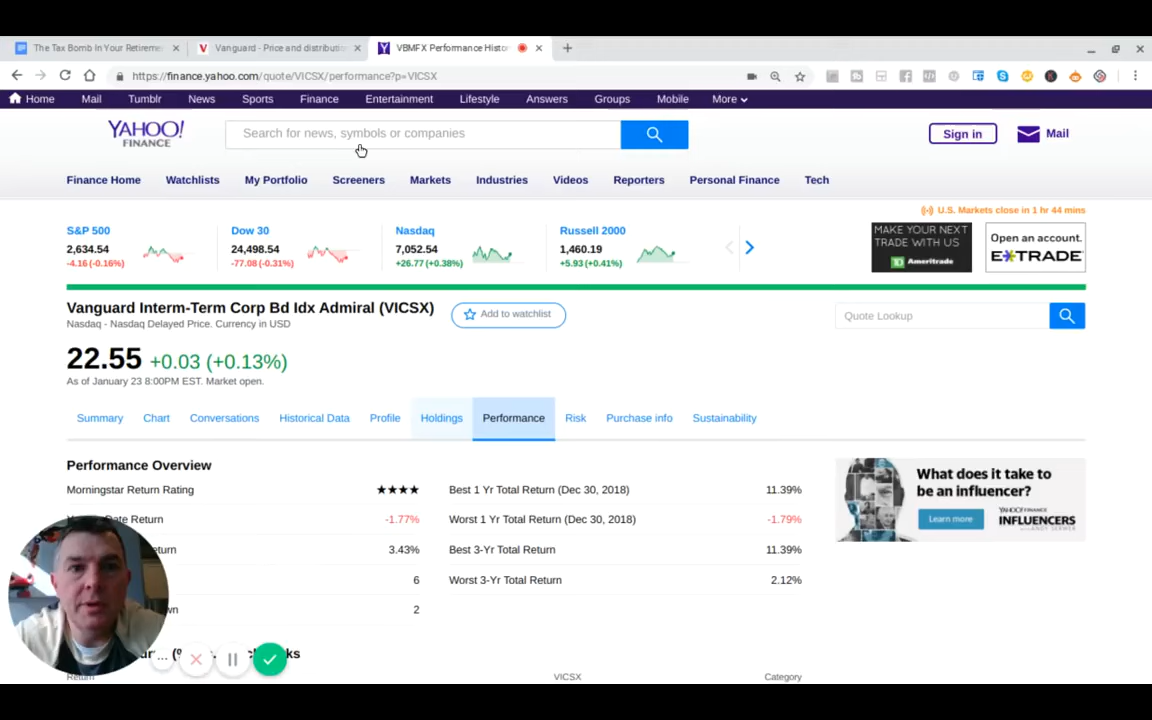 The Tax Bomb In Your Retireme
Vanguard - Price and distributio
VBMFX Performance Histo
https://finance.yahoo.com/quote/VICSX/performance?p=VICSX
Home Mail Tumblr News Sports Finance Entertainment Lifestyle Answers Groups Mobile More
YAHOO!
FINANCE
Search for news, symbols or companies
Sign in
Mail
Finance Home Watchlists My Portfolio Screeners Markets Industries Videos Reporters Personal Finance Tech
U.S. Markets close in 1 hr 44 mins
S&P 500
2,634.54
-4.16 (-0.16%)
Dow 30
24,498.54
-77.08 (-0.31%)
Nasdaq
7,052.54
+26.77 (+0.38%)
Russell 2000
1,460.19
+5.93 (+0.41%)
MAKE YOUR NEXT
TRADE WITH US
Ameritrade
Open an account.
E*TRADE
Vanguard Interm-Term Corp Bd Idx Admiral (VICSX)
Add to watchlist
Quote Lookup
Nasdaq - Nasdaq Delayed Price. Currency in USD
22.55 +0.03 (+0.13%)
As of January 23 8:00PM EST. Market open.
Summary Chart Conversations Historical Data Profile Holdings Performance Risk Purchase info Sustainability
Performance Overview
Morningstar Return Rating ★★★★
Best 1 Yr Total Return (Dec 30, 2018) 11.39%
Date Return -1.77%
Worst 1 Yr Total Return (Dec 30, 2018) -1.79%
eturn 3.43%
Best 3-Yr Total Return 11.39%
6
Worst 3-Yr Total Return 2.12%
wn 2
Return VICSX Category
What does it take to
be an influencer?
Learn more
YAHOO! FINANCE
INFLUENCERS
WITH ANDY SERWER